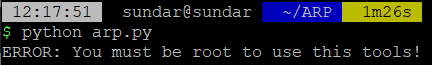 12:17:51 sundar@sundar ~/ARP 1m26s
$ python arp.py
ERROR: You must be root to use this tools!